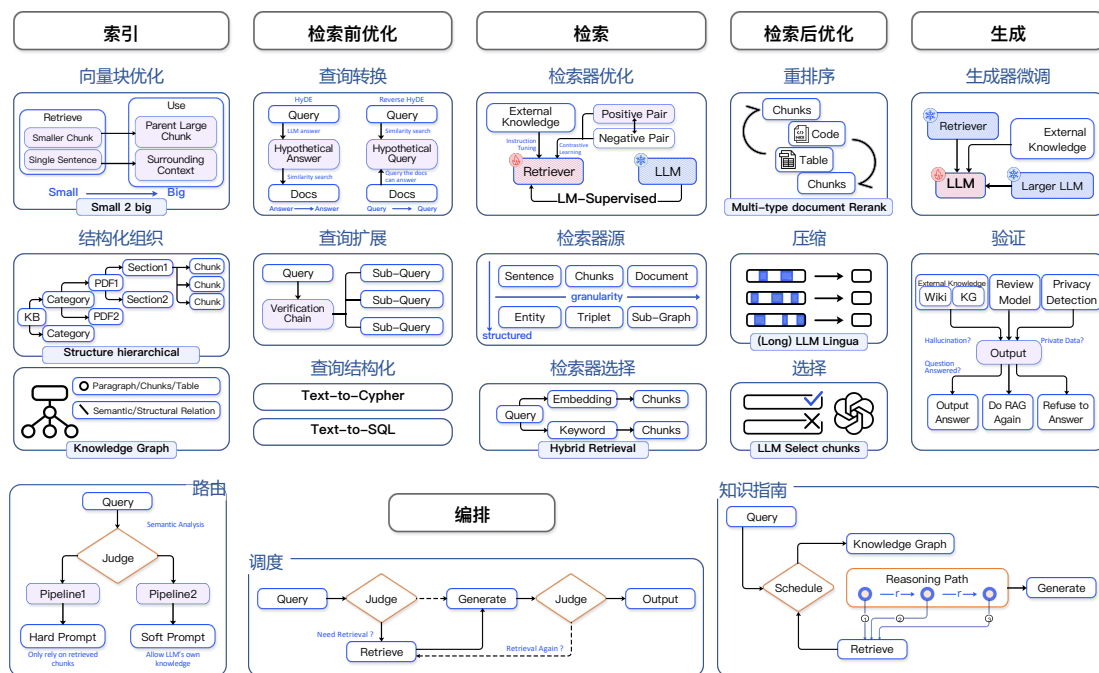 索引
检索前优化
检索
检索后优化
生成
向量块优化
Retrieve
Use
Smaller Chunk
Parent Large
Chunk
Single Sentence
Surrounding
Context
Small
Big
Small 2 big
结构化组织
KB
Category
Category
PDF1
PDF2
Section1
Section2
Chunk
Chunk
Chunk
Structure hierarchical
Paragraph/Chunks/Table
Semantic/Structural Relation
Knowledge Graph
查询转换
HyDE
Query
LLM answer
Hypothetical
Answer
Similarity search
Docs
Answer
Answer
Reverse HyDE
Query
Similarity search
Hypothetical
Query
Query the docs
can answer
Docs
Query
Query
查询扩展
Query
Verification
Chain
Sub-Query
Sub-Query
Sub-Query
查询结构化
Text-to-Cypher
Text-to-SQL
检索器优化
External
Knowledge
Positive Pair
Negative Pair
Instruction
Tuning
Contrastive
Learning
Retriever
LLM
LM-Supervised
检索器源
Sentence
Chunks
Document
granularity
Entity
Triplet
Sub-Graph
structured
检索器选择
Query
Embedding
Chunks
Keyword
Chunks
Hybrid Retrieval
重排序
Chunks
Code
Table
Chunks
Multi-type document Rerank
压缩
(Long) LLM Lingua
选择
LLM Select chunks
生成器微调
Retriever
External
Knowledge
LLM
Larger LLM
验证
External Knowledge
Wiki
KG
Review
Model
Privacy
Detection
Hallucination?
Output
Private Data?
Question
Answered?
Output
Answer
Do RAG
Again
Refuse to
Answer
路由
Query
Semantic Analysis
Judge
Pipeline1
Pipeline2
Hard Prompt
Soft Prompt
Only rely on retrieved
chunks
Allow LLM's own
knowledge
编排
调度
Query
Judge
Generate
Judge
Output
Need Retrieval ?
Retrieve
Retrieval Again ?
知识指南
Query
Knowledge Graph
Schedule
Reasoning Path
r
r
Generate
1
2
3
Retrieve